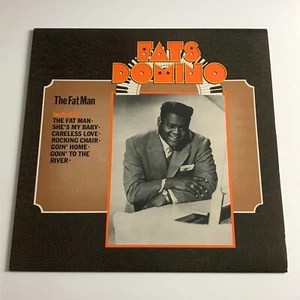 FATS
DOMINO
The Fat Man
THE FAT MAN·
SHE'S MY BABY·
CARELESS LOVE·
ROCKING CHAIR·
GOIN' HOME·
GOIN' TO THE
RIVER·